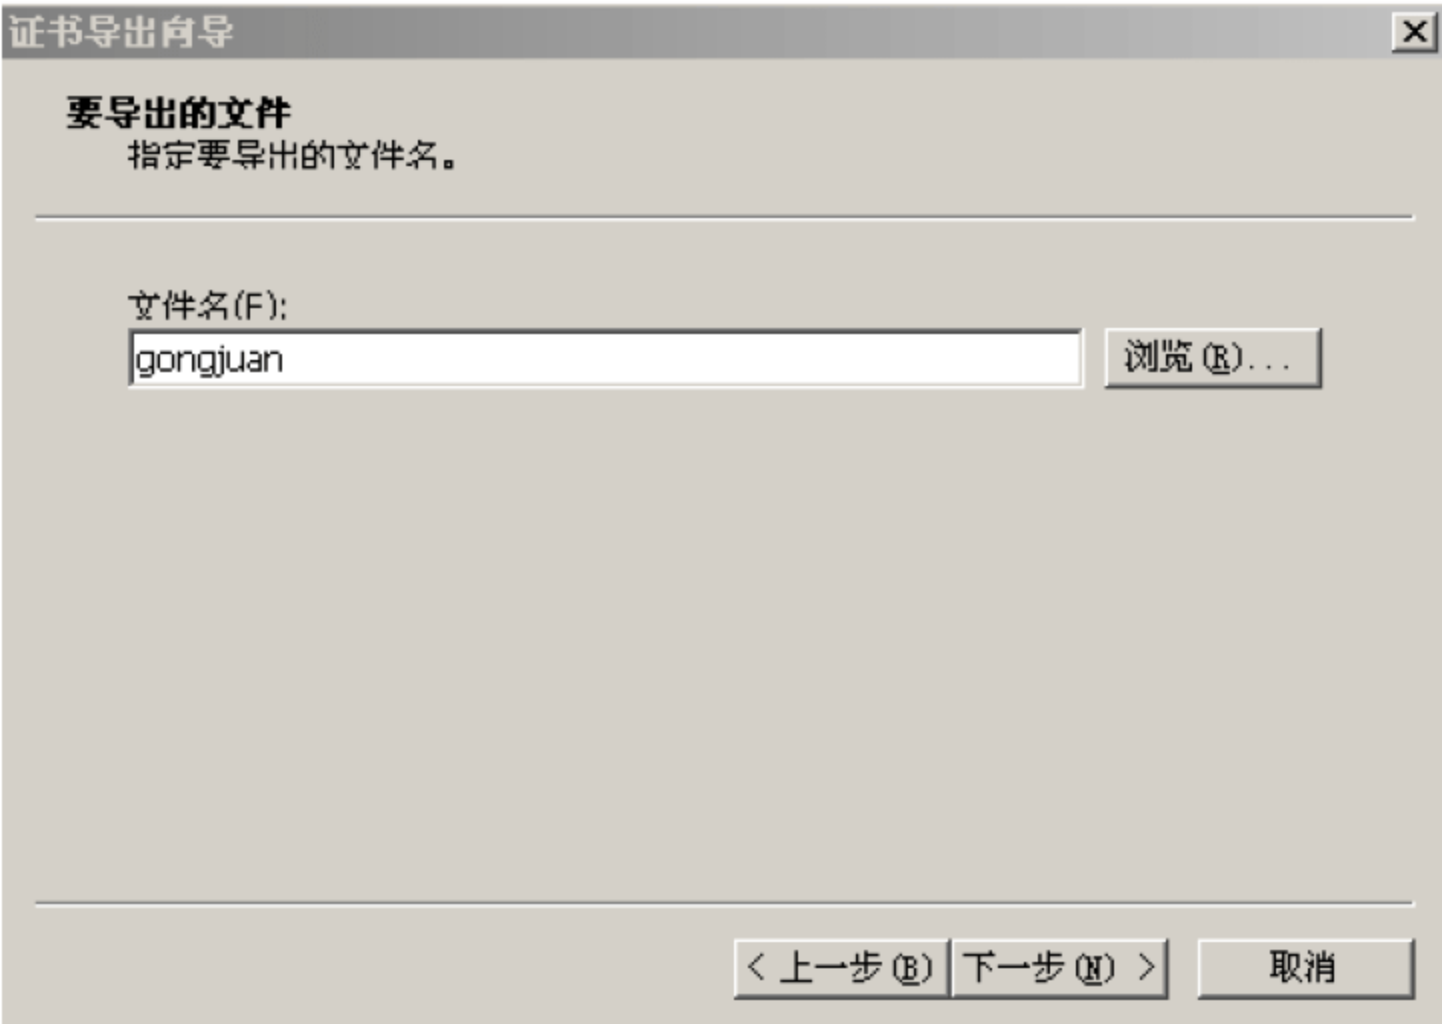 证书导出向导
要导出的文件
指定要导出的文件名。
文件名(F):
gongjuan
浏览(R)...
< 上一步(B) 下一步(N) > 取消